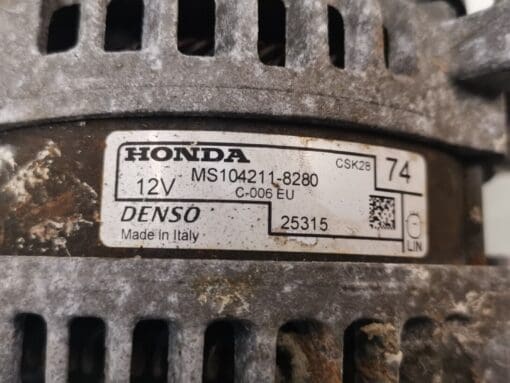 HONDA
CSK28
74
12V
MS104211-8280
C-006 EU
DENSO
25315
Made in Italy
LIN